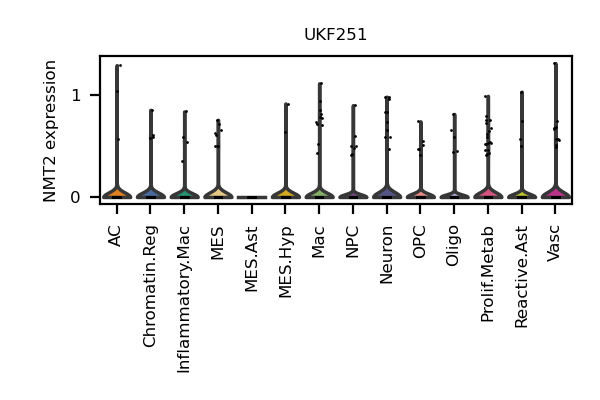 UKF251
NMT2 expression
1
0
AC
Chromatin.Reg
Inflammatory.Mac
MES
MES.Ast
MES.Hyp
Mac
NPC
Neuron
OPC
Oligo
Prolif.Metab
Reactive.Ast
Vasc